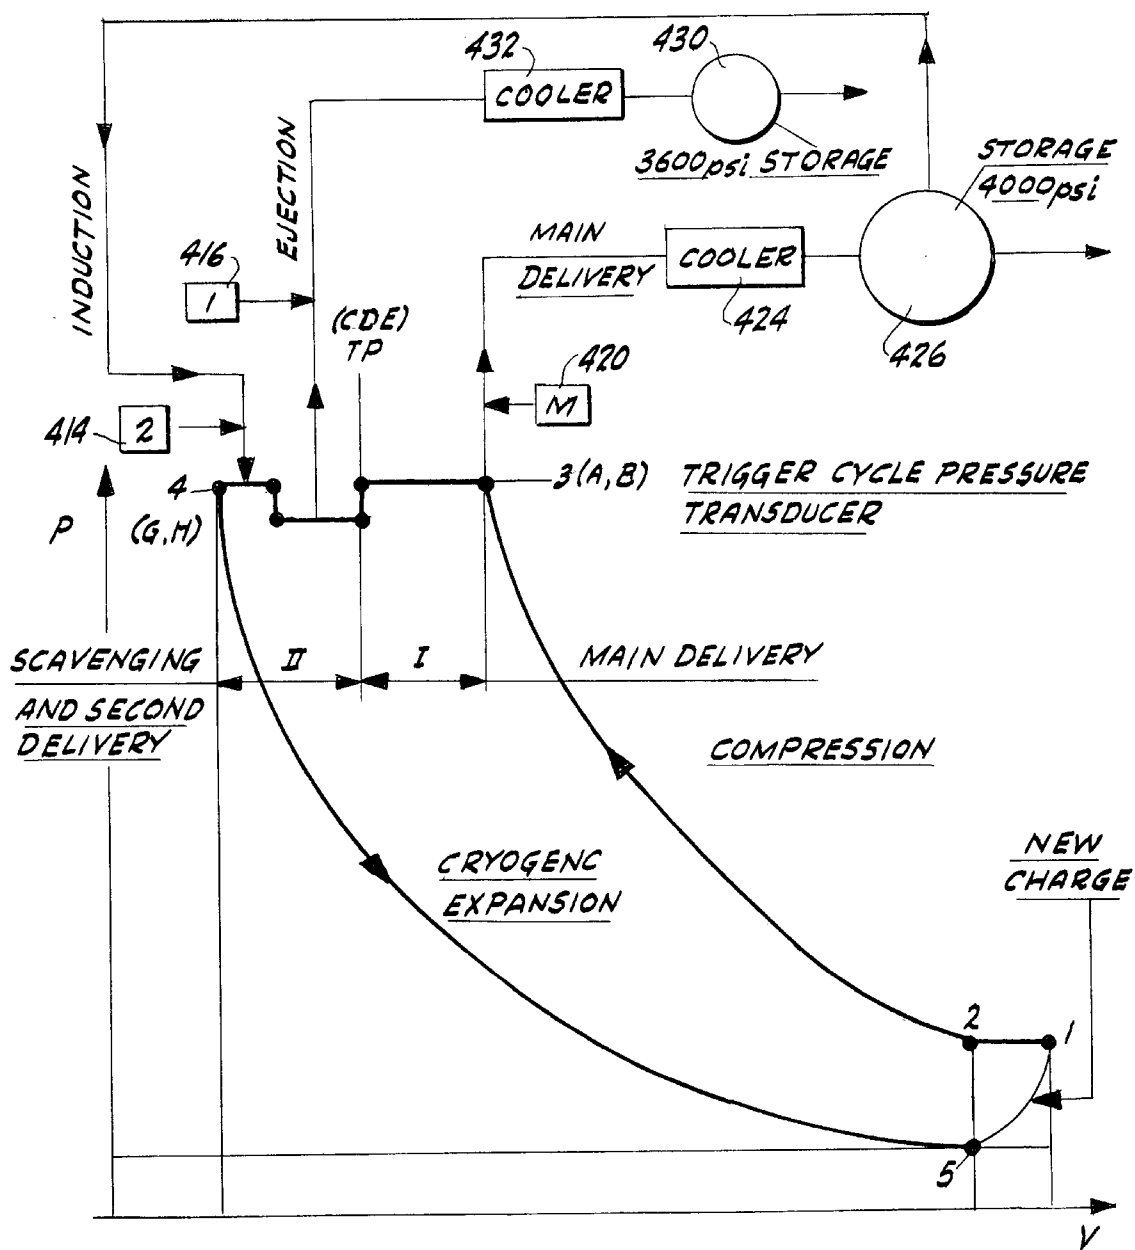 432
430
COOLER
3600psi STORAGE
STORAGE
4000psi
INDUCTION
EJECTION
416
1
MAIN
DELIVERY
COOLER
424
426
(CDE)
TP
420
M
414
2
4
(G,H)
P
3(A,B)
TRIGGER CYCLE PRESSURE
TRANSDUCER
SCAVENGING
AND SECOND
DELIVERY
II
I
MAIN DELIVERY
COMPRESSION
CRYOGENC
EXPANSION
NEW
CHARGE
2
1
5
V